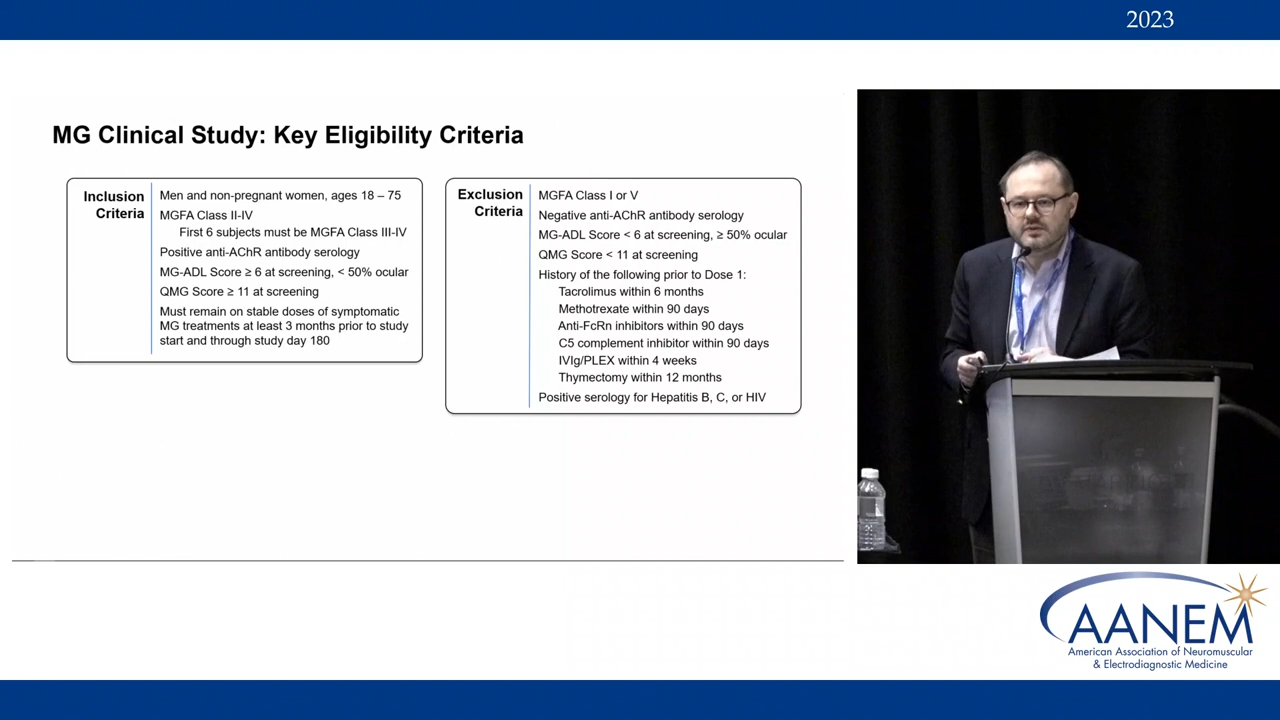 2023
MG Clinical Study: Key Eligibility Criteria
Inclusion
Criteria
Men and non-pregnant women, ages 18 – 75
MGFA Class II-IV
First 6 subjects must be MGFA Class III-IV
Positive anti-AChR antibody serology
MG-ADL Score ≥ 6 at screening, < 50% ocular
QMG Score ≥ 11 at screening
Must remain on stable doses of symptomatic
MG treatments at least 3 months prior to study
start and through study day 180
Exclusion
Criteria
MGFA Class I or V
Negative anti-AChR antibody serology
MG-ADL Score < 6 at screening, ≥ 50% ocular
QMG Score < 11 at screening
History of the following prior to Dose 1:
Tacrolimus within 6 months
Methotrexate within 90 days
Anti-FcRn inhibitors within 90 days
C5 complement inhibitor within 90 days
IVIg/PLEX within 4 weeks
Thymectomy within 12 months
Positive serology for Hepatitis B, C, or HIV
AANEM
American Association of Neuromuscular
& Electrodiagnostic Medicine